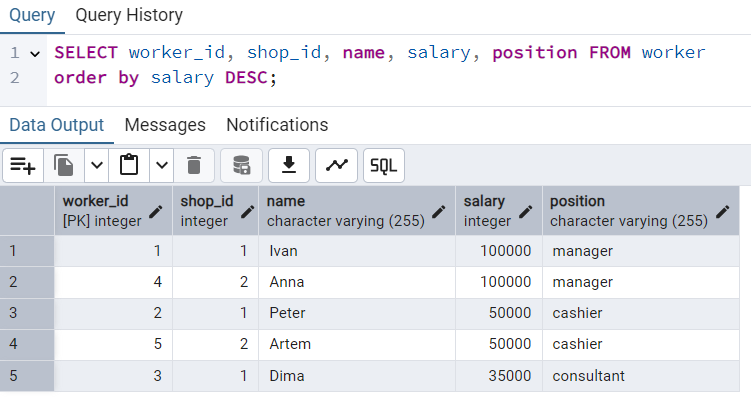 Query Query History
1 SELECT worker_id, shop_id, name, salary, position FROM worker
2 order by salary DESC;
Data Output Messages Notifications
SQL
worker_id shop_id name salary position
[PK] integer integer character varying (255) integer character varying (255)
1 1 1 Ivan 100000 manager
2 4 2 Anna 100000 manager
3 2 1 Peter 50000 cashier
4 5 2 Artem 50000 cashier
5 3 1 Dima 35000 consultant